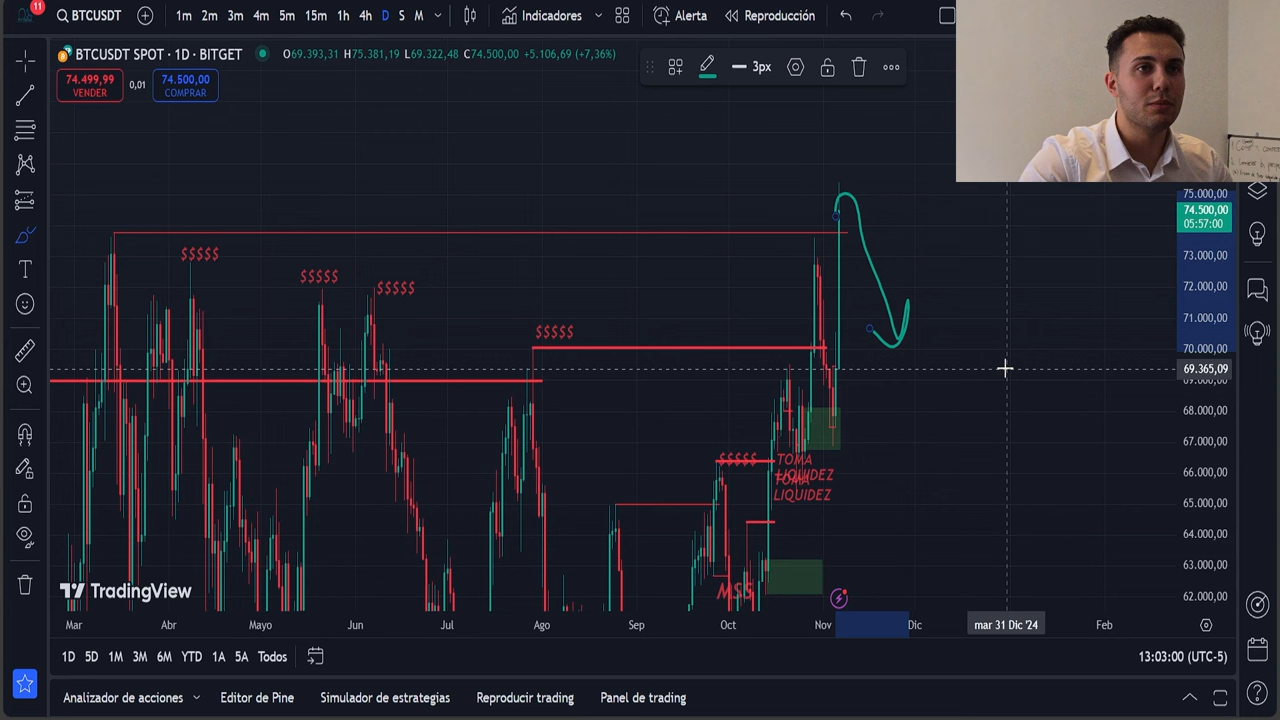 BTCUSDT 1m 2m 3m 4m 5m 15m 1h 4h D S M Indicadores Alerta Reproducción
BTCUSDT SPOT · 1D · BITGET O69.393,31 H75.381,19 L69.322,48 C74.500,00 +5.106,69 (+7,36%)
3px
74.499,99
VENDER
0,01
74.500,00
COMPRAR
75.000,00
74.500,00
05:57:00
73.000,00
72.000,00
71.000,00
70.000,00
69.365,09
69.000,00
68.000,00
67.000,00
66.000,00
65.000,00
64.000,00
63.000,00
62.000,00
$$$$$
$$$$$
$$$$$
$$$$$
$$$$$
TOMA
LIQUIDEZ
TOMA
LIQUIDEZ
MSS
TradingView
Mar Abr Mayo Jun Jul Ago Sep Oct Nov Dic mar 31 Dic '24 Feb
1D 5D 1M 3M 6M YTD 1A 5A Todos 13:03:00 (UTC-5)
Analizador de acciones Editor de Pine Simulador de estrategias Reproducir trading Panel de trading